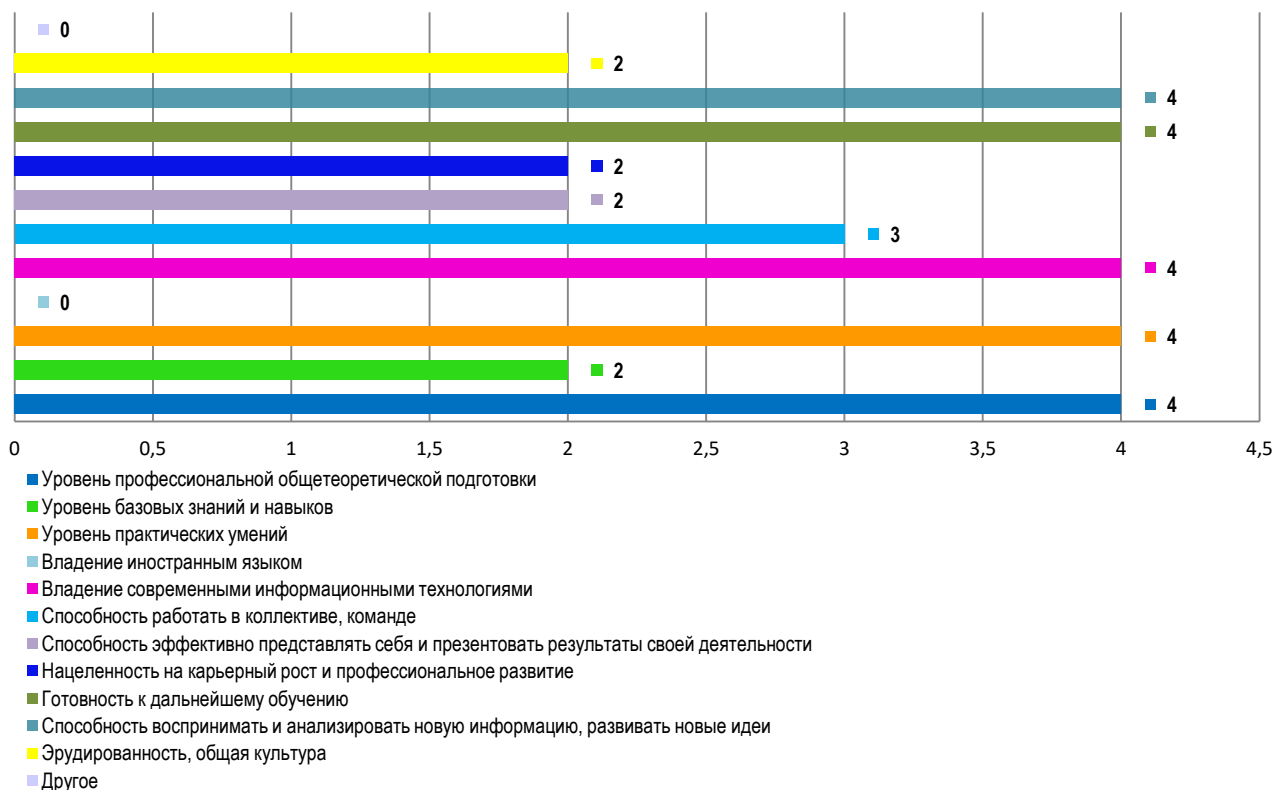 0
2
4
4
2
2
3
4
0
4
2
4
0 0,5 1 1,5 2 2,5 3 3,5 4 4,5
Уровень профессиональной общетеоретической подготовки
Уровень базовых знаний и навыков
Уровень практических умений
Владение иностранным языком
Владение современными информационными технологиями
Способность работать в коллективе, команде
Способность эффективно представлять себя и презентовать результаты своей деятельности
Нацеленность на карьерный рост и профессиональное развитие
Готовность к дальнейшему обучению
Способность воспринимать и анализировать новую информацию, развивать новые идеи
Эрудированность, общая культура
Другое